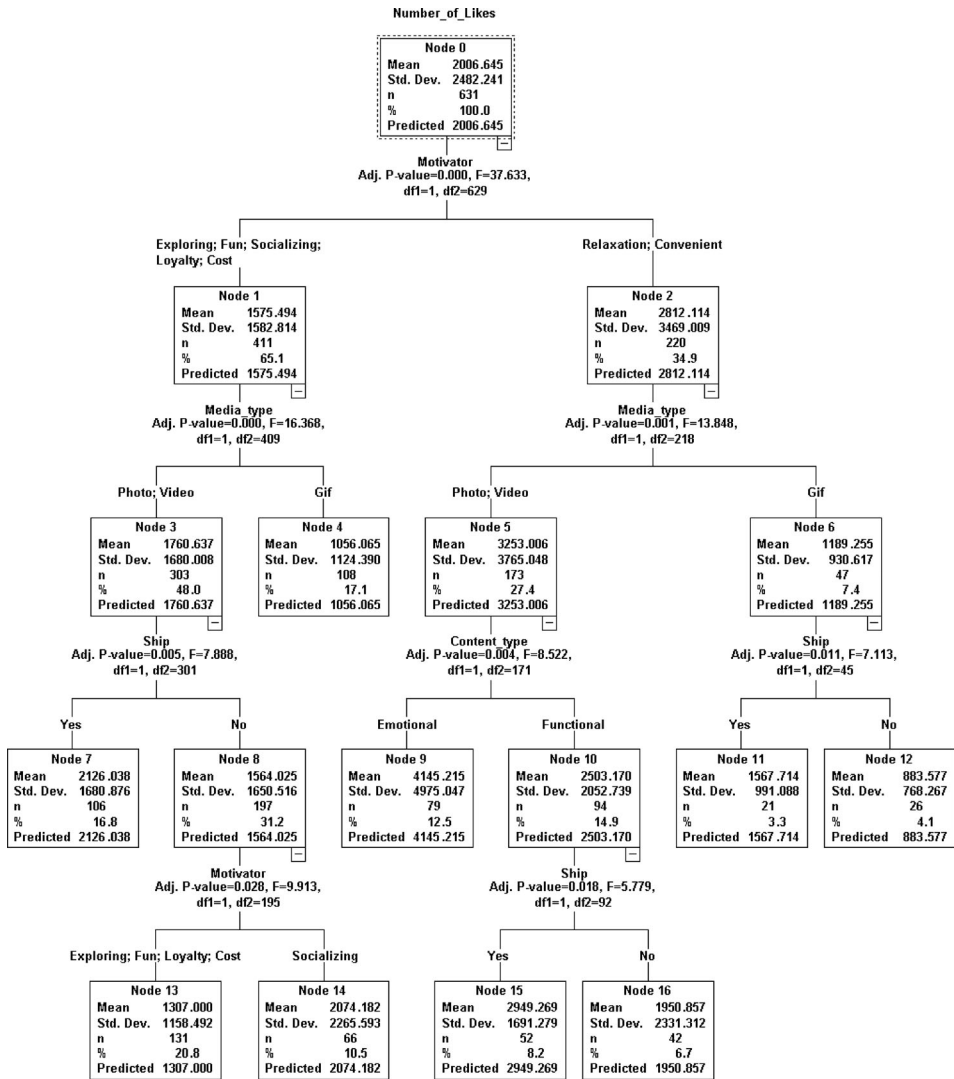 Number_of_Likes
Node 0
Mean 2006.645
Std. Dev. 2482.241
n 631
% 100.0
Predicted 2006.645
Motivator
Adj. P-value=0.000, F=37.633,
df1=1, df2=629
Exploring; Fun; Socializing;
Loyalty; Cost
Relaxation; Convenient
Node 1
Mean 1575.494
Std. Dev. 1582.814
n 411
% 65.1
Predicted 1575.494
Node 2
Mean 2812.114
Std. Dev. 3469.009
n 220
% 34.9
Predicted 2812.114
Media_type
Adj. P-value=0.000, F=16.368,
df1=1, df2=409
Media_type
Adj. P-value=0.001, F=13.848,
df1=1, df2=218
Photo; Video
Gif
Photo; Video
Gif
Node 3
Mean 1760.637
Std. Dev. 1680.008
n 303
% 48.0
Predicted 1760.637
Node 4
Mean 1056.065
Std. Dev. 1124.390
n 108
% 17.1
Predicted 1056.065
Node 5
Mean 3253.006
Std. Dev. 3765.048
n 173
% 27.4
Predicted 3253.006
Node 6
Mean 1189.255
Std. Dev. 930.617
n 47
% 7.4
Predicted 1189.255
Ship
Adj. P-value=0.005, F=7.888,
df1=1, df2=301
Content_type
Adj. P-value=0.004, F=8.522,
df1=1, df2=171
Ship
Adj. P-value=0.011, F=7.113,
df1=1, df2=45
Yes
No
Emotional
Functional
Yes
No
Node 7
Mean 2126.038
Std. Dev. 1680.876
n 106
% 16.8
Predicted 2126.038
Node 8
Mean 1564.025
Std. Dev. 1650.516
n 197
% 31.2
Predicted 1564.025
Node 9
Mean 4145.215
Std. Dev. 4975.047
n 79
% 12.5
Predicted 4145.215
Node 10
Mean 2503.170
Std. Dev. 2052.739
n 94
% 14.9
Predicted 2503.170
Node 11
Mean 1567.714
Std. Dev. 991.088
n 21
% 3.3
Predicted 1567.714
Node 12
Mean 883.577
Std. Dev. 768.267
n 26
% 4.1
Predicted 883.577
Motivator
Adj. P-value=0.028, F=9.913,
df1=1, df2=195
Ship
Adj. P-value=0.018, F=5.779,
df1=1, df2=92
Exploring; Fun; Loyalty; Cost
Socializing
Yes
No
Node 13
Mean 1307.000
Std. Dev. 1158.492
n 131
% 20.8
Predicted 1307.000
Node 14
Mean 2074.182
Std. Dev. 2265.593
n 66
% 10.5
Predicted 2074.182
Node 15
Mean 2949.269
Std. Dev. 1691.279
n 52
% 8.2
Predicted 2949.269
Node 16
Mean 1950.857
Std. Dev. 2331.312
n 42
% 6.7
Predicted 1950.857